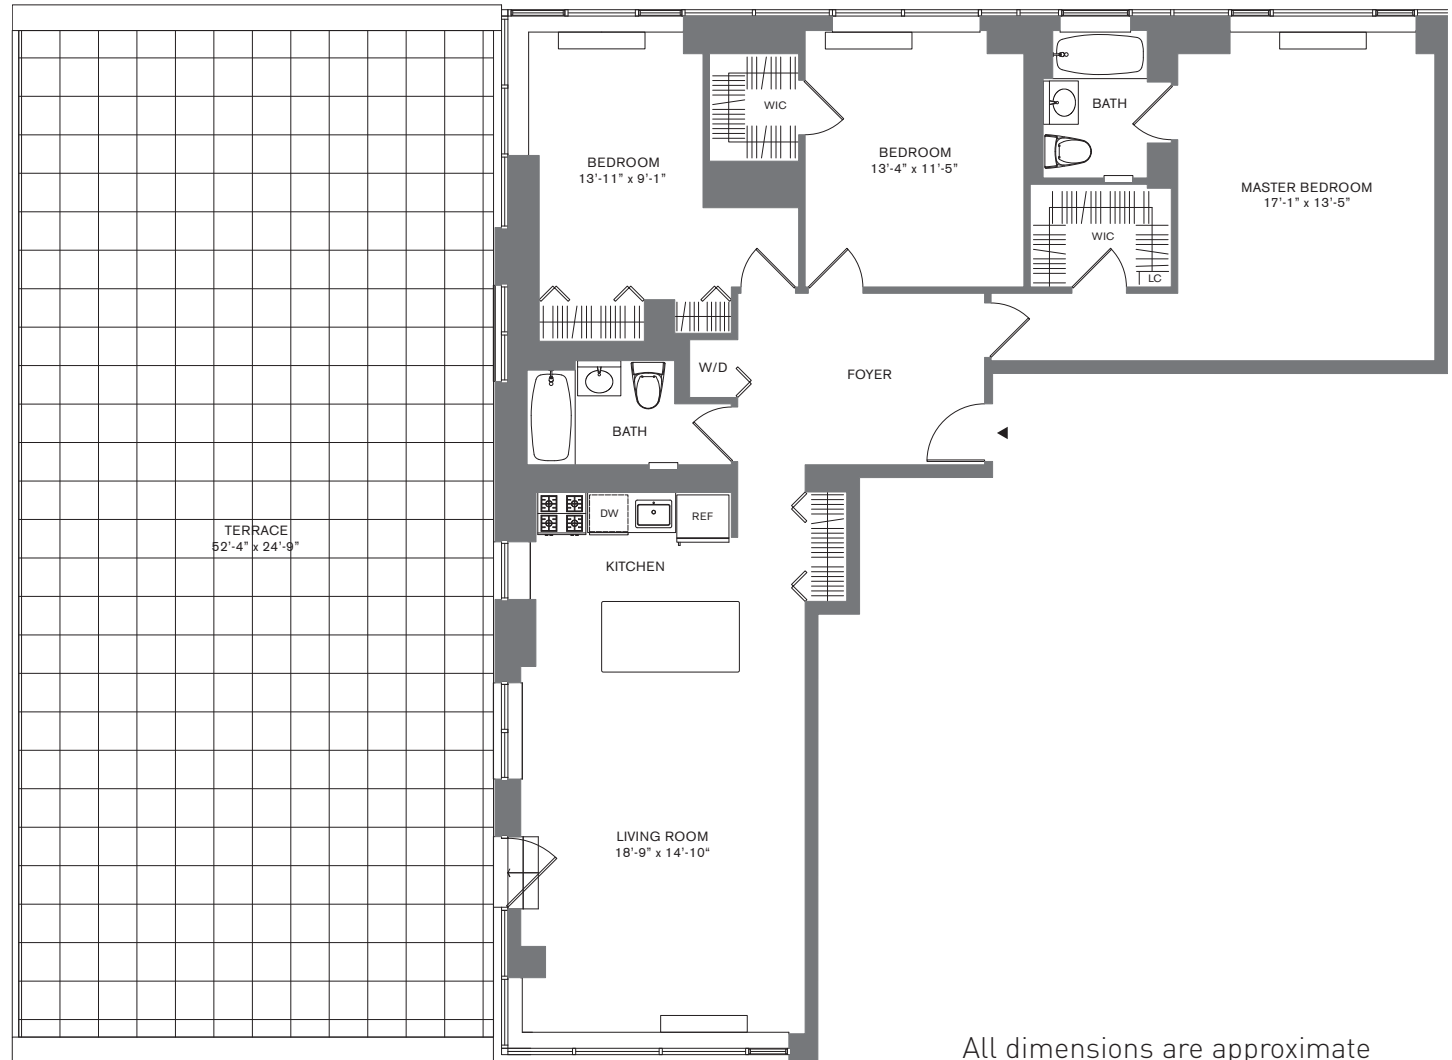 WIC
BATH
BEDROOM
13'-11" x 9'-1"
BEDROOM
13'-4" x 11'-5"
MASTER BEDROOM
17'-1" x 13'-5"
WIC
LC
W/D
FOYER
BATH
DW
REF
TERRACE
52'-4" x 24'-9"
KITCHEN
LIVING ROOM
18'-9" x 14'-10“
All dimensions are approximate